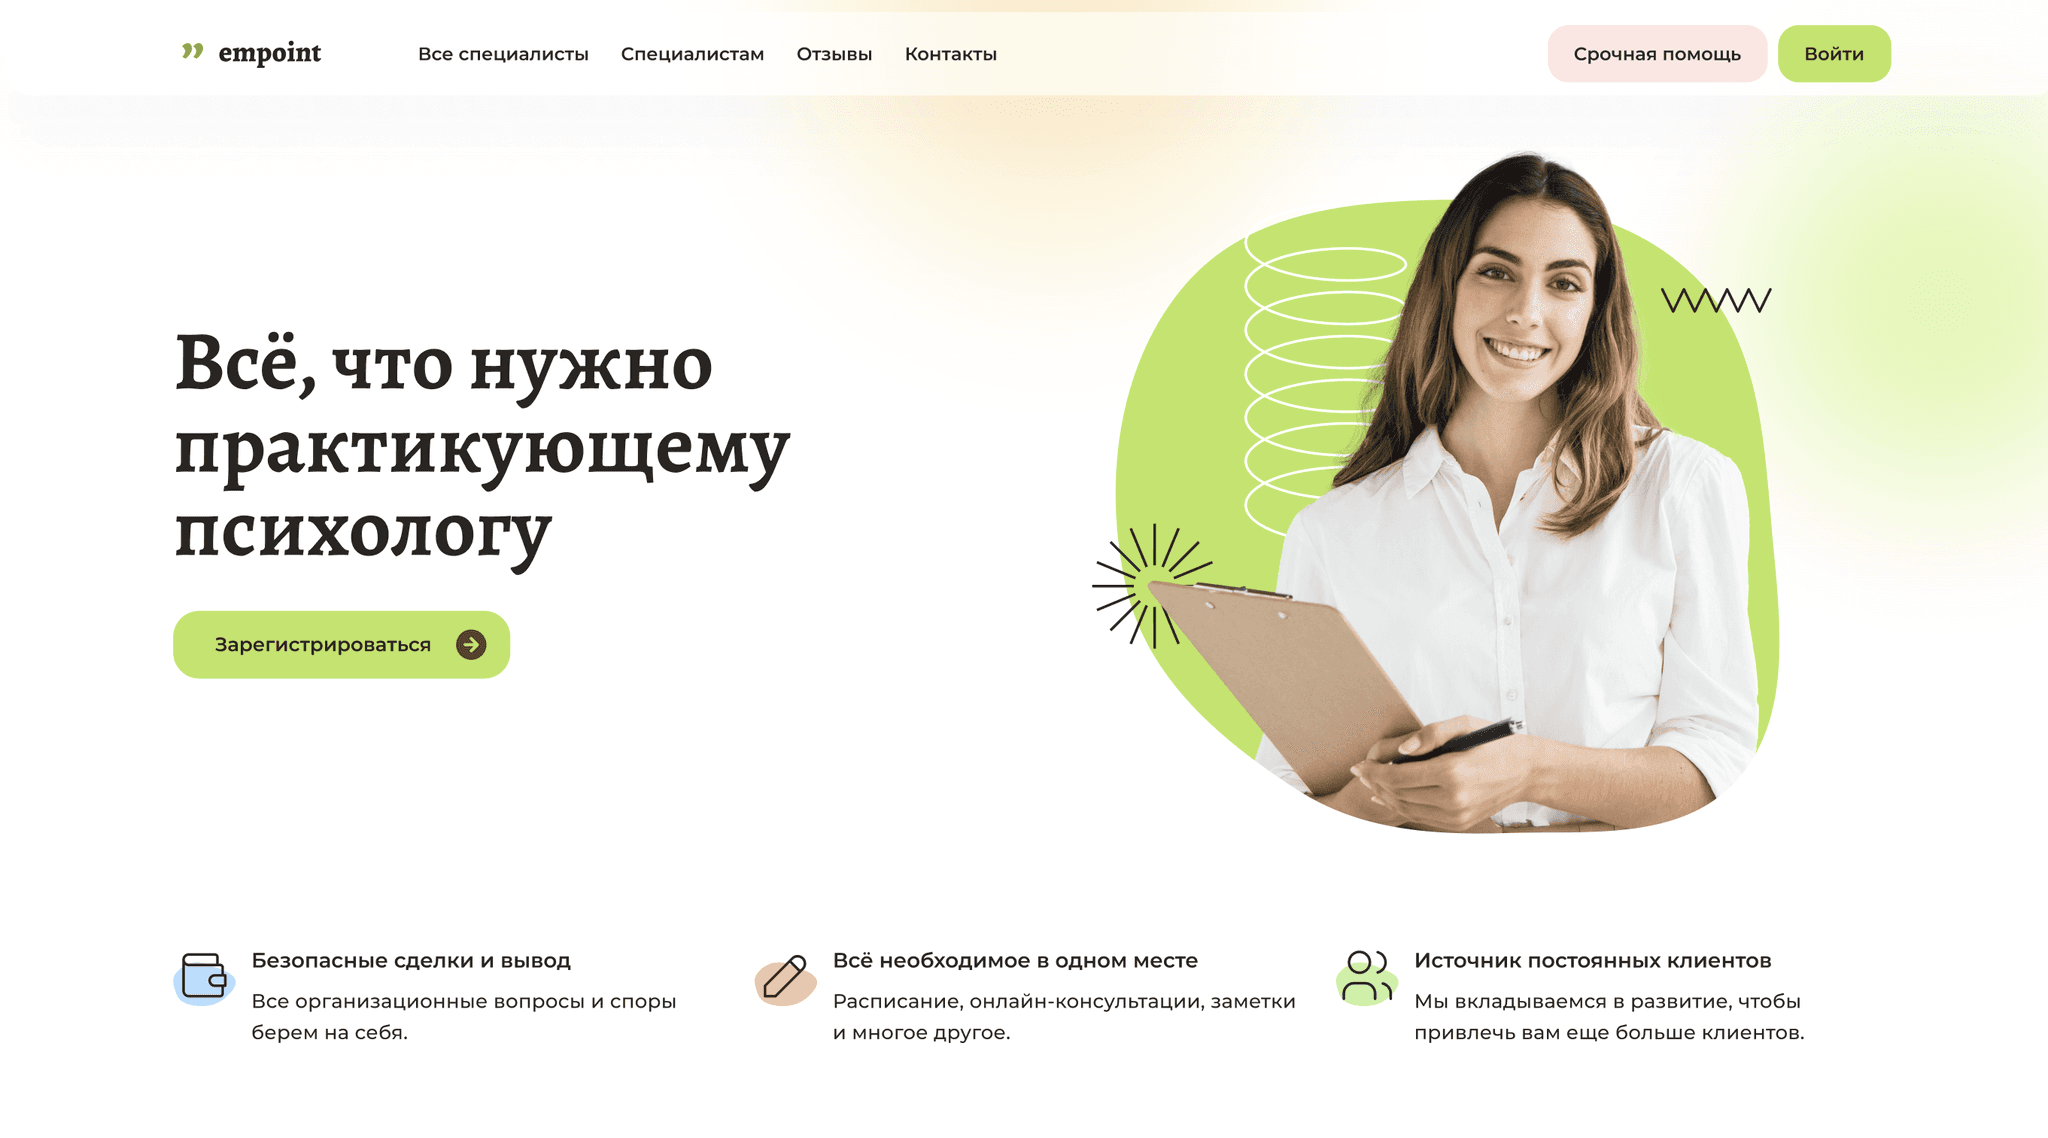 empoint
Все специалисты
Специалистам
Отзывы
Контакты
Срочная помощь
Войти
Всё, что нужно
практикующему
психологу
Зарегистрироваться
Безопасные сделки и вывод
Все организационные вопросы и споры
берем на себя.
Всё необходимое в одном месте
Расписание, онлайн-консультации, заметки
и многое другое.
Источник постоянных клиентов
Мы вкладываемся в развитие, чтобы
привлечь вам еще больше клиентов.